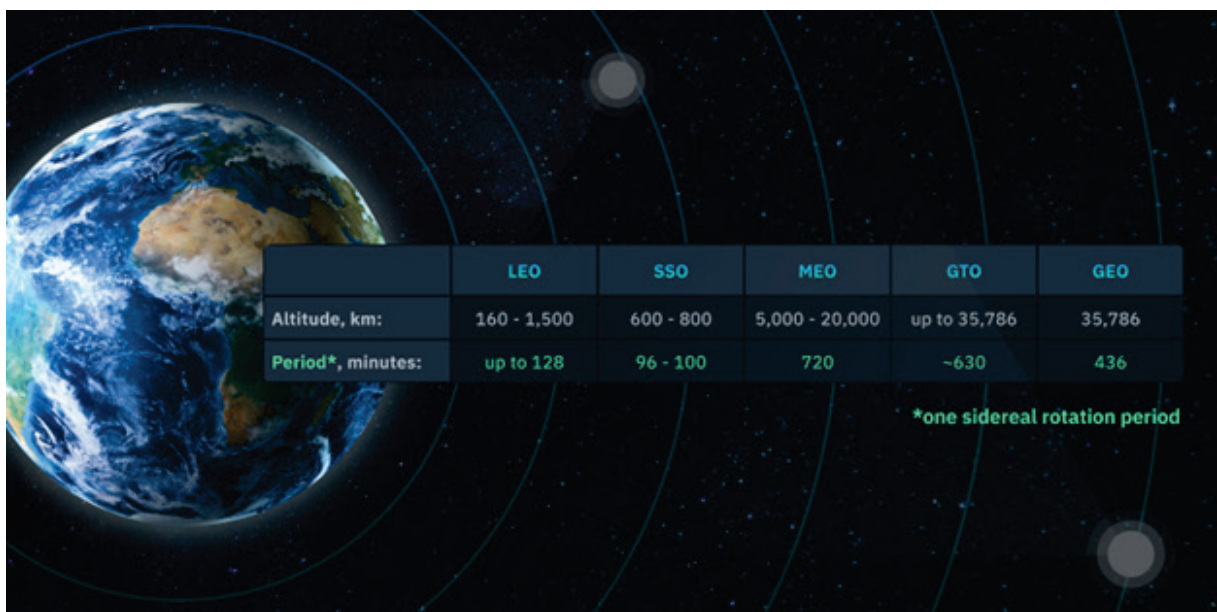 LEO SSO MEO GTO GEO
Altitude, km: 160 - 1,500 600 - 800 5,000 - 20,000 up to 35,786 35,786
Period*, minutes: up to 128 96 - 100 720 ~630 436
*one sidereal rotation period